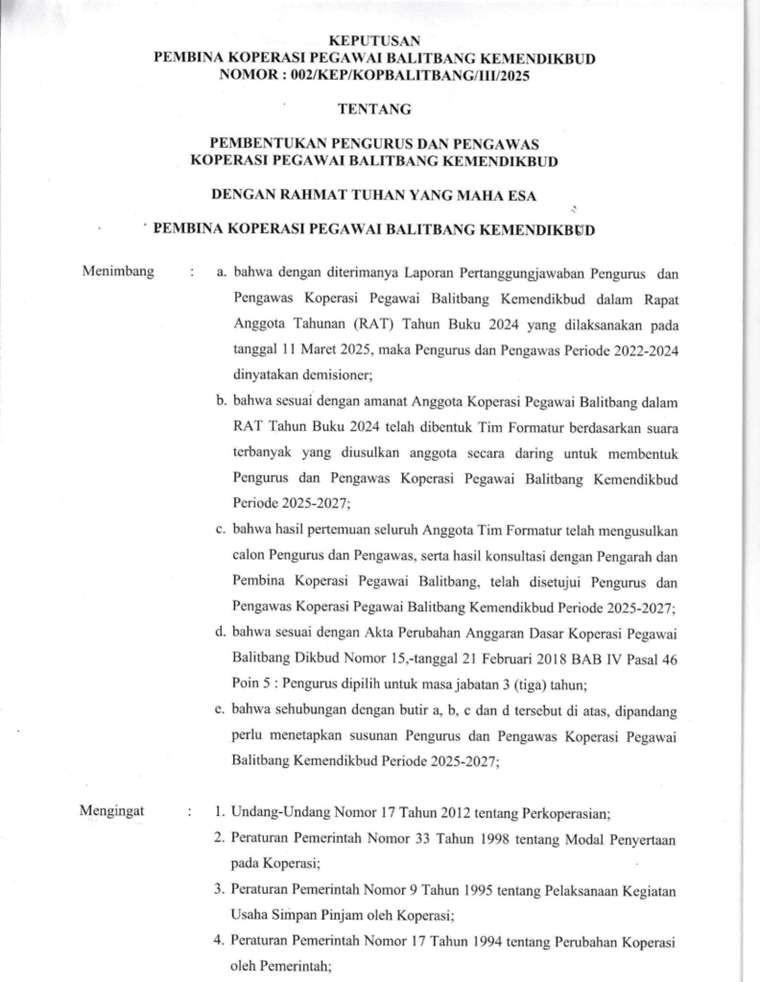 KEPUTUSAN
PEMBINA KOPERASI PEGAWAI BALITBANG KEMENDIKBUD
NOMOR : 002/KEP/KOPBALITBANG/III/2025
TENTANG
PEMBENTUKAN PENGURUS DAN PENGAWAS
KOPERASI PEGAWAI BALITBANG KEMENDIKBUD
DENGAN RAHMAT TUHAN YANG MAHA ESA
PEMBINA KOPERASI PEGAWAI BALITBANG KEMENDIKBUD
Menimbang : a. bahwa dengan diterimanya Laporan Pertanggungjawaban Pengurus dan
Pengawas Koperasi Pegawai Balitbang Kemendikbud dalam Rapat
Anggota Tahunan (RAT) Tahun Buku 2024 yang dilaksanakan pada
tanggal 11 Maret 2025, maka Pengurus dan Pengawas Periode 2022-2024
dinyatakan demisioner;
b. bahwa sesuai dengan amanat Anggota Koperasi Pegawai Balitbang dalam
RAT Tahun Buku 2024 telah dibentuk Tim Formatur berdasarkan suara
terbanyak yang diusulkan anggota secara daring untuk membentuk
Pengurus dan Pengawas Koperasi Pegawai Balitbang Kemendikbud
Periode 2025-2027;
c. bahwa hasil pertemuan seluruh Anggota Tim Formatur telah mengusulkan
calon Pengurus dan Pengawas, serta hasil konsultasi dengan Pengarah dan
Pembina Koperasi Pegawai Balitbang, telah disetujui Pengurus dan
Pengawas Koperasi Pegawai Balitbang Kemendikbud Periode 2025-2027;
d. bahwa sesuai dengan Akta Perubahan Anggaran Dasar Koperasi Pegawai
Balitbang Dikbud Nomor 15,-tanggal 21 Februari 2018 BAB IV Pasal 46
Poin 5 : Pengurus dipilih untuk masa jabatan 3 (tiga) tahun;
e. bahwa sehubungan dengan butir a, b, c dan d tersebut di atas, dipandang
perlu menetapkan susunan Pengurus dan Pengawas Koperasi Pegawai
Balitbang Kemendikbud Periode 2025-2027;
Mengingat : 1. Undang-Undang Nomor 17 Tahun 2012 tentang Perkoperasian;
2. Peraturan Pemerintah Nomor 33 Tahun 1998 tentang Modal Penyertaan
pada Koperasi;
3. Peraturan Pemerintah Nomor 9 Tahun 1995 tentang Pelaksanaan Kegiatan
Usaha Simpan Pinjam oleh Koperasi;
4. Peraturan Pemerintah Nomor 17 Tahun 1994 tentang Perubahan Koperasi
oleh Pemerintah;